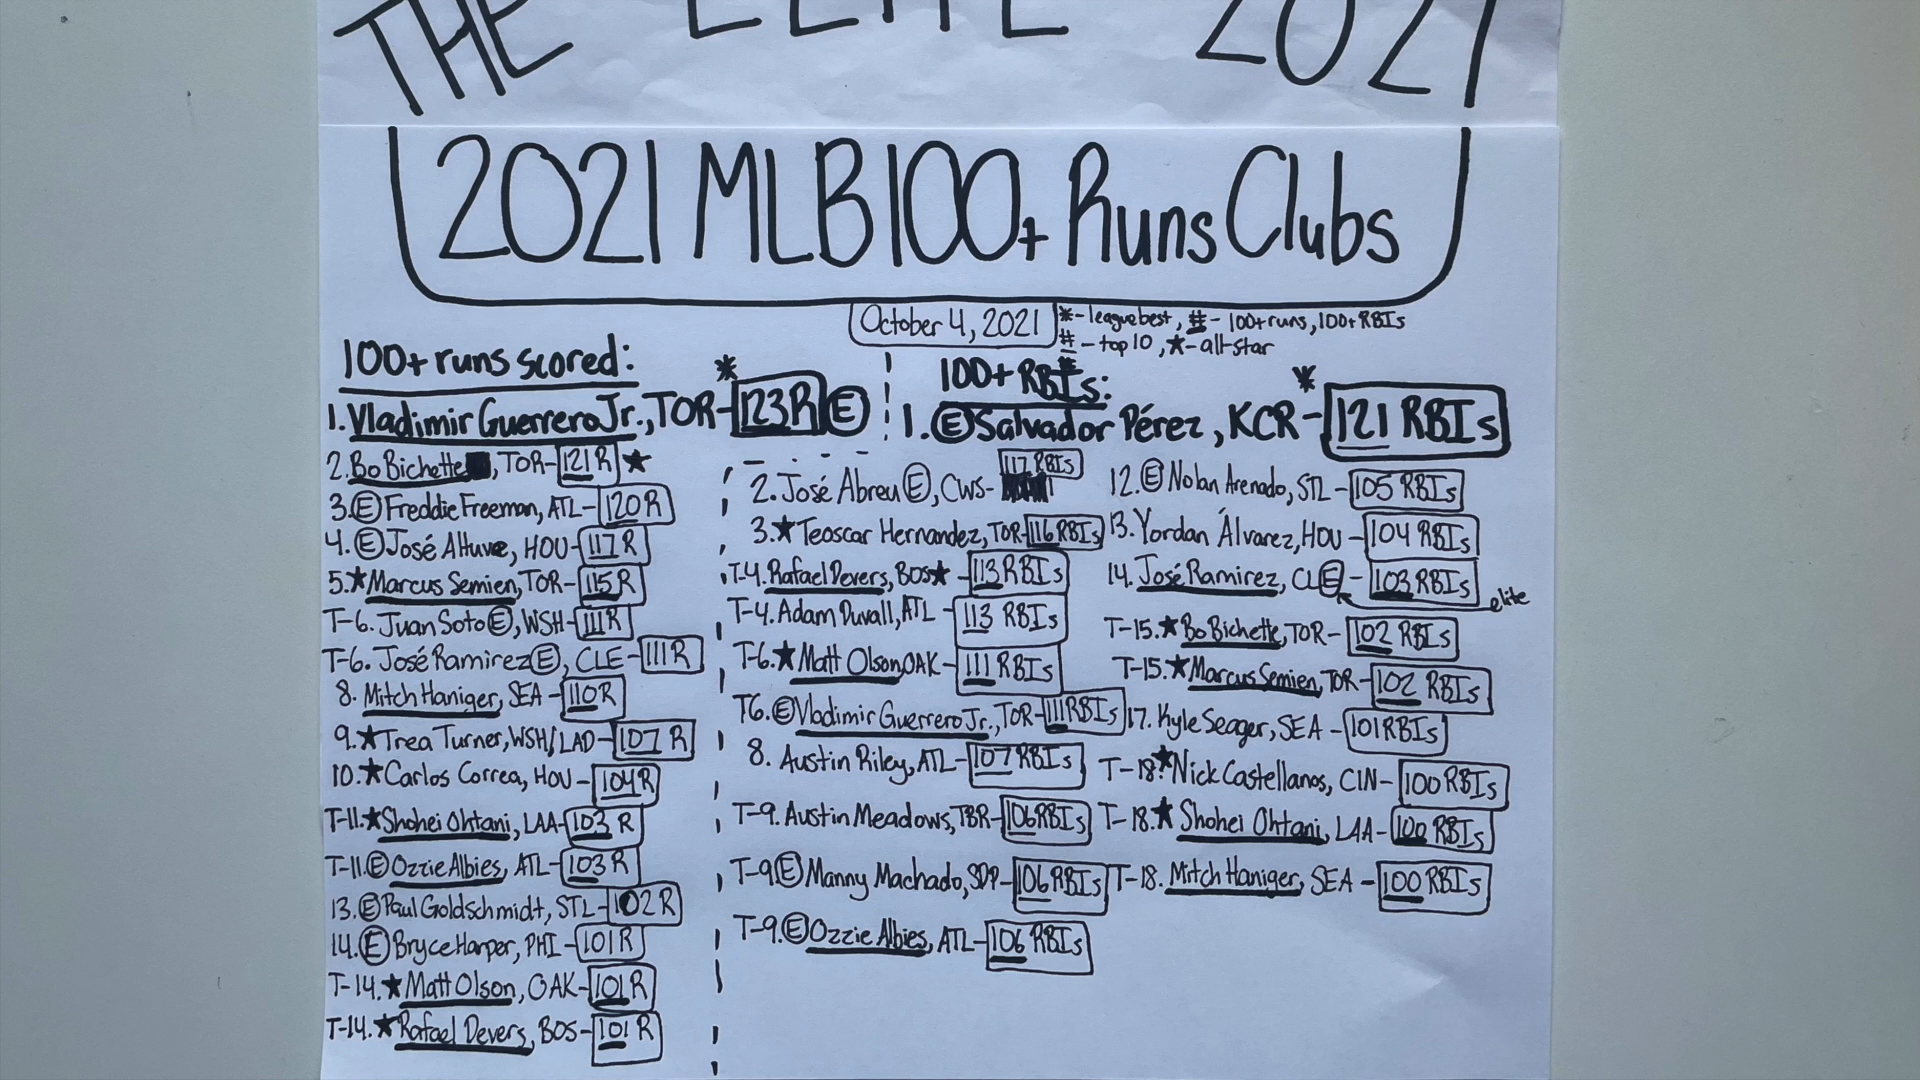 THE ELITE 2021
2021 MLB 100+ Runs Clubs
October 4, 2021
*-league best, #- 100+ runs, 100+ RBIs
#-top 10, ★-all-star
100+ runs scored:
1. Vladimir Guerrero Jr., TOR-123R* Ⓔ
2. Bo Bichette, TOR-121R ★
3. Ⓔ Freddie Freeman, ATL-120R
4. Ⓔ José Altuve, HOU-117R
5. ★Marcus Semien, TOR-115R
T-6. Juan Soto Ⓔ, WSH-111R
T-6. José Ramirez Ⓔ, CLE-111R
8. Mitch Haniger, SEA-110R
9. ★Trea Turner, WSH/LAD-107R
10. ★Carlos Correa, HOU-104R
T-11. ★Shohei Ohtani, LAA-103R
T-11. Ⓔ Ozzie Albies, ATL-103R
13. Ⓔ Paul Goldschmidt, STL-102R
14. Ⓔ Bryce Harper, PHI-101R
T-14. ★Matt Olson, OAK-101R
T-14. ★Rafael Devers, BOS-101R
100+ RBIs:
1. Ⓔ Salvador Pérez, KCR-*121 RBIs
2. José Abreu Ⓔ, CWS-117 RBIs
3. ★Teoscar Hernandez, TOR-116 RBIs
T-4. Rafael Devers, BOS★-113 RBIs
T-4. Adam Duvall, ATL-113 RBIs
T-6. ★Matt Olson, OAK-111 RBIs
T6. Ⓔ Vladimir Guerrero Jr., TOR-111 RBIs
8. Austin Riley, ATL-107 RBIs
T-9. Austin Meadows, TBR-106 RBIs
T-9. Ⓔ Manny Machado, SDP-106 RBIs
T-9. Ⓔ Ozzie Albies, ATL-106 RBIs
12. Ⓔ Nolan Arenado, STL-105 RBIs
13. Yordan Álvarez, HOU-104 RBIs
14. José Ramirez, CLⒺ-103 RBIs
elite
T-15. ★Bo Bichette, TOR-102 RBIs
T-15. ★Marcus Semien, TOR-102 RBIs
17. Kyle Seager, SEA-101 RBIs
T-18. ★Nick Castellanos, CIN-100 RBIs
T-18. ★Shohei Ohtani, LAA-100 RBIs
T-18. Mitch Haniger, SEA-100 RBIs